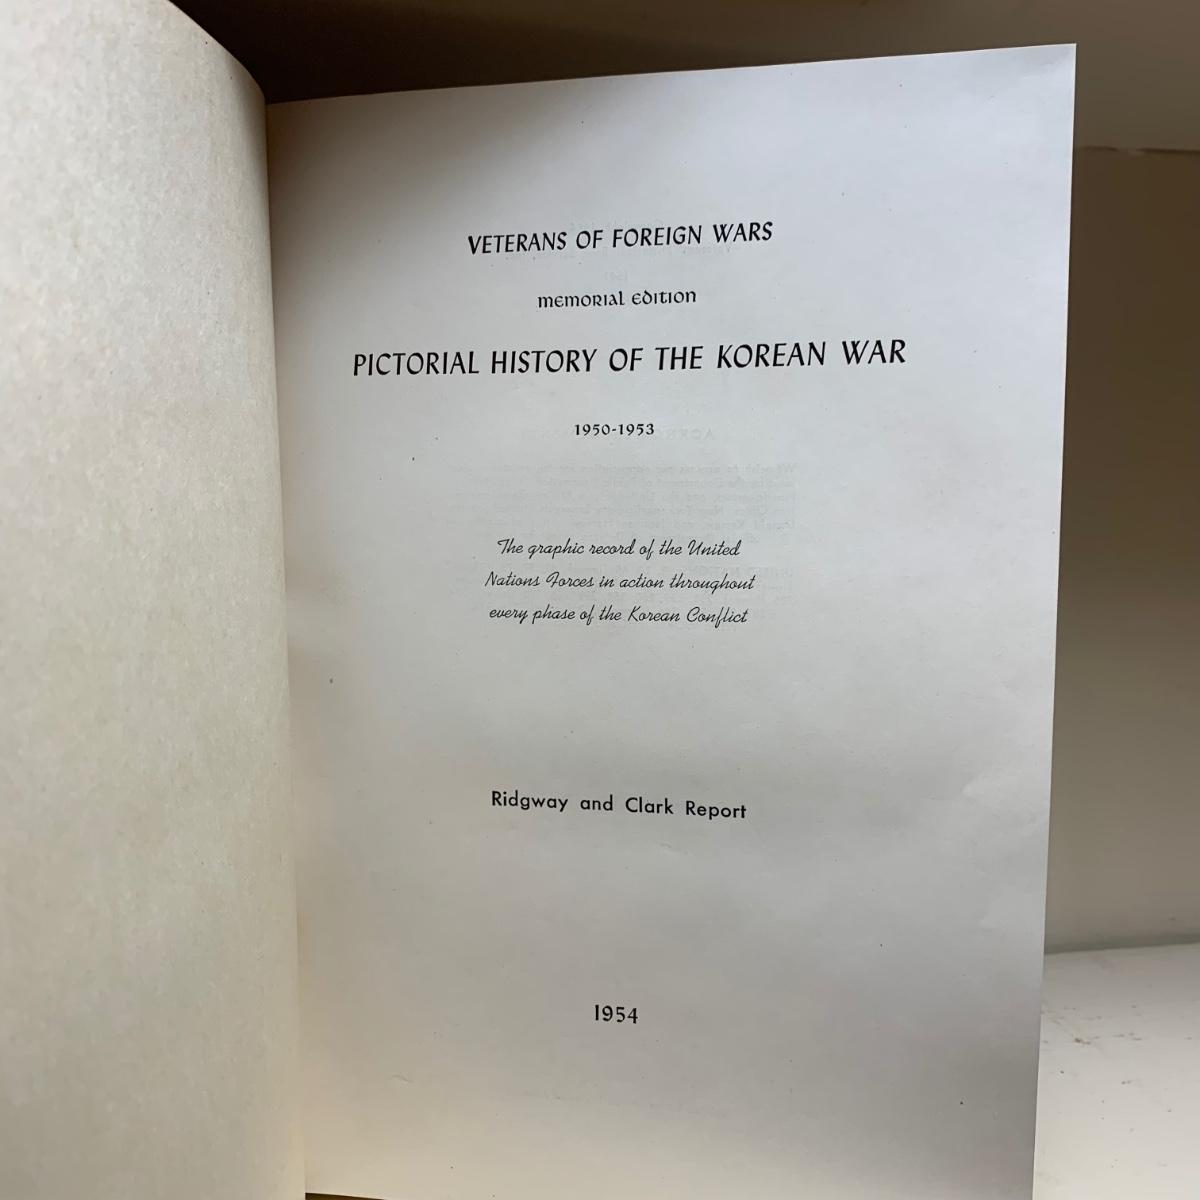 VETERANS OF FOREIGN WARS
MEMORIAL EDITION
PICTORIAL HISTORY OF THE KOREAN WAR
1950-1953
The graphic record of the United
Nations Forces in action throughout
every phase of the Korean Conflict
Ridgway and Clark Report
1954